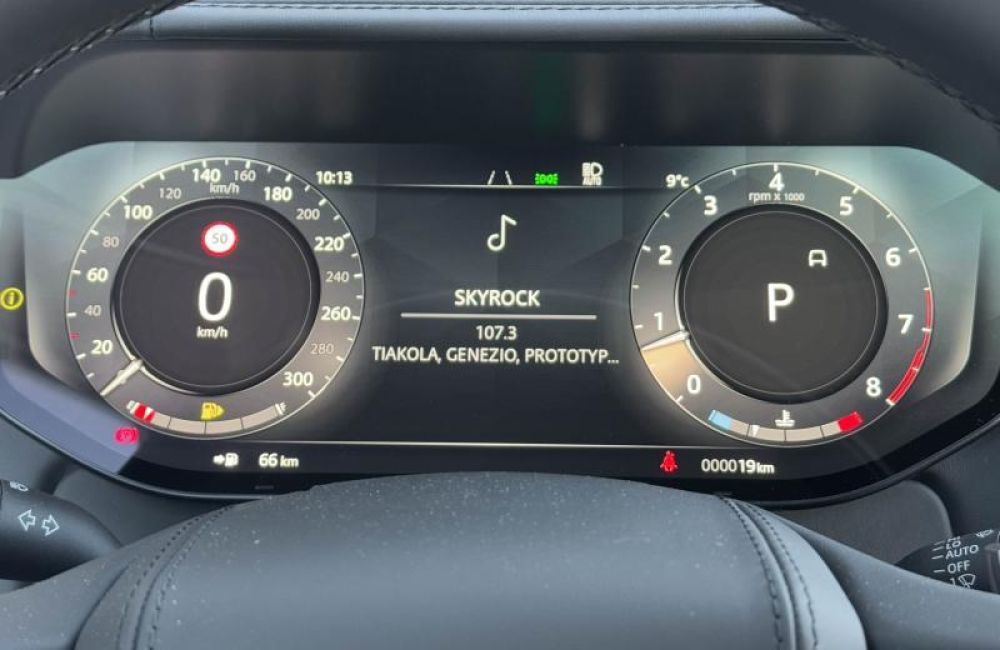 10:13
9°c
140
160
km/h
120
180
100
200
80
220
60
240
40
260
20
280
300
50
0
km/h
E
F
AUTO
SKYROCK
107.3
TIAKOLA, GENEZIO, PROTOTYP...
4
rpm x 1000
3
5
2
6
1
7
0
8
P
66 km
000019km
LO
AUTO
OFF
1